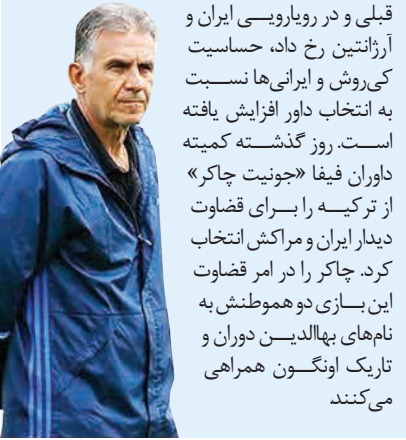 قبلی و در رویارویی ایران و
آرژانتین رخ داد، حساسیت
کی‌روش و ایرانی‌ها نسبت
به انتخاب داور افزایش یافته
است. روز گذشته کمیته
داوران فیفا «جونیت چاکر»
از ترکیه را برای قضاوت
دیدار ایران و مراکش انتخاب
کرد. چاکر را در امر قضاوت
این بازی دو هموطنش به
نام‌های بهاالدین دوران و
تاریک اونگون همراهی
می‌کنند.